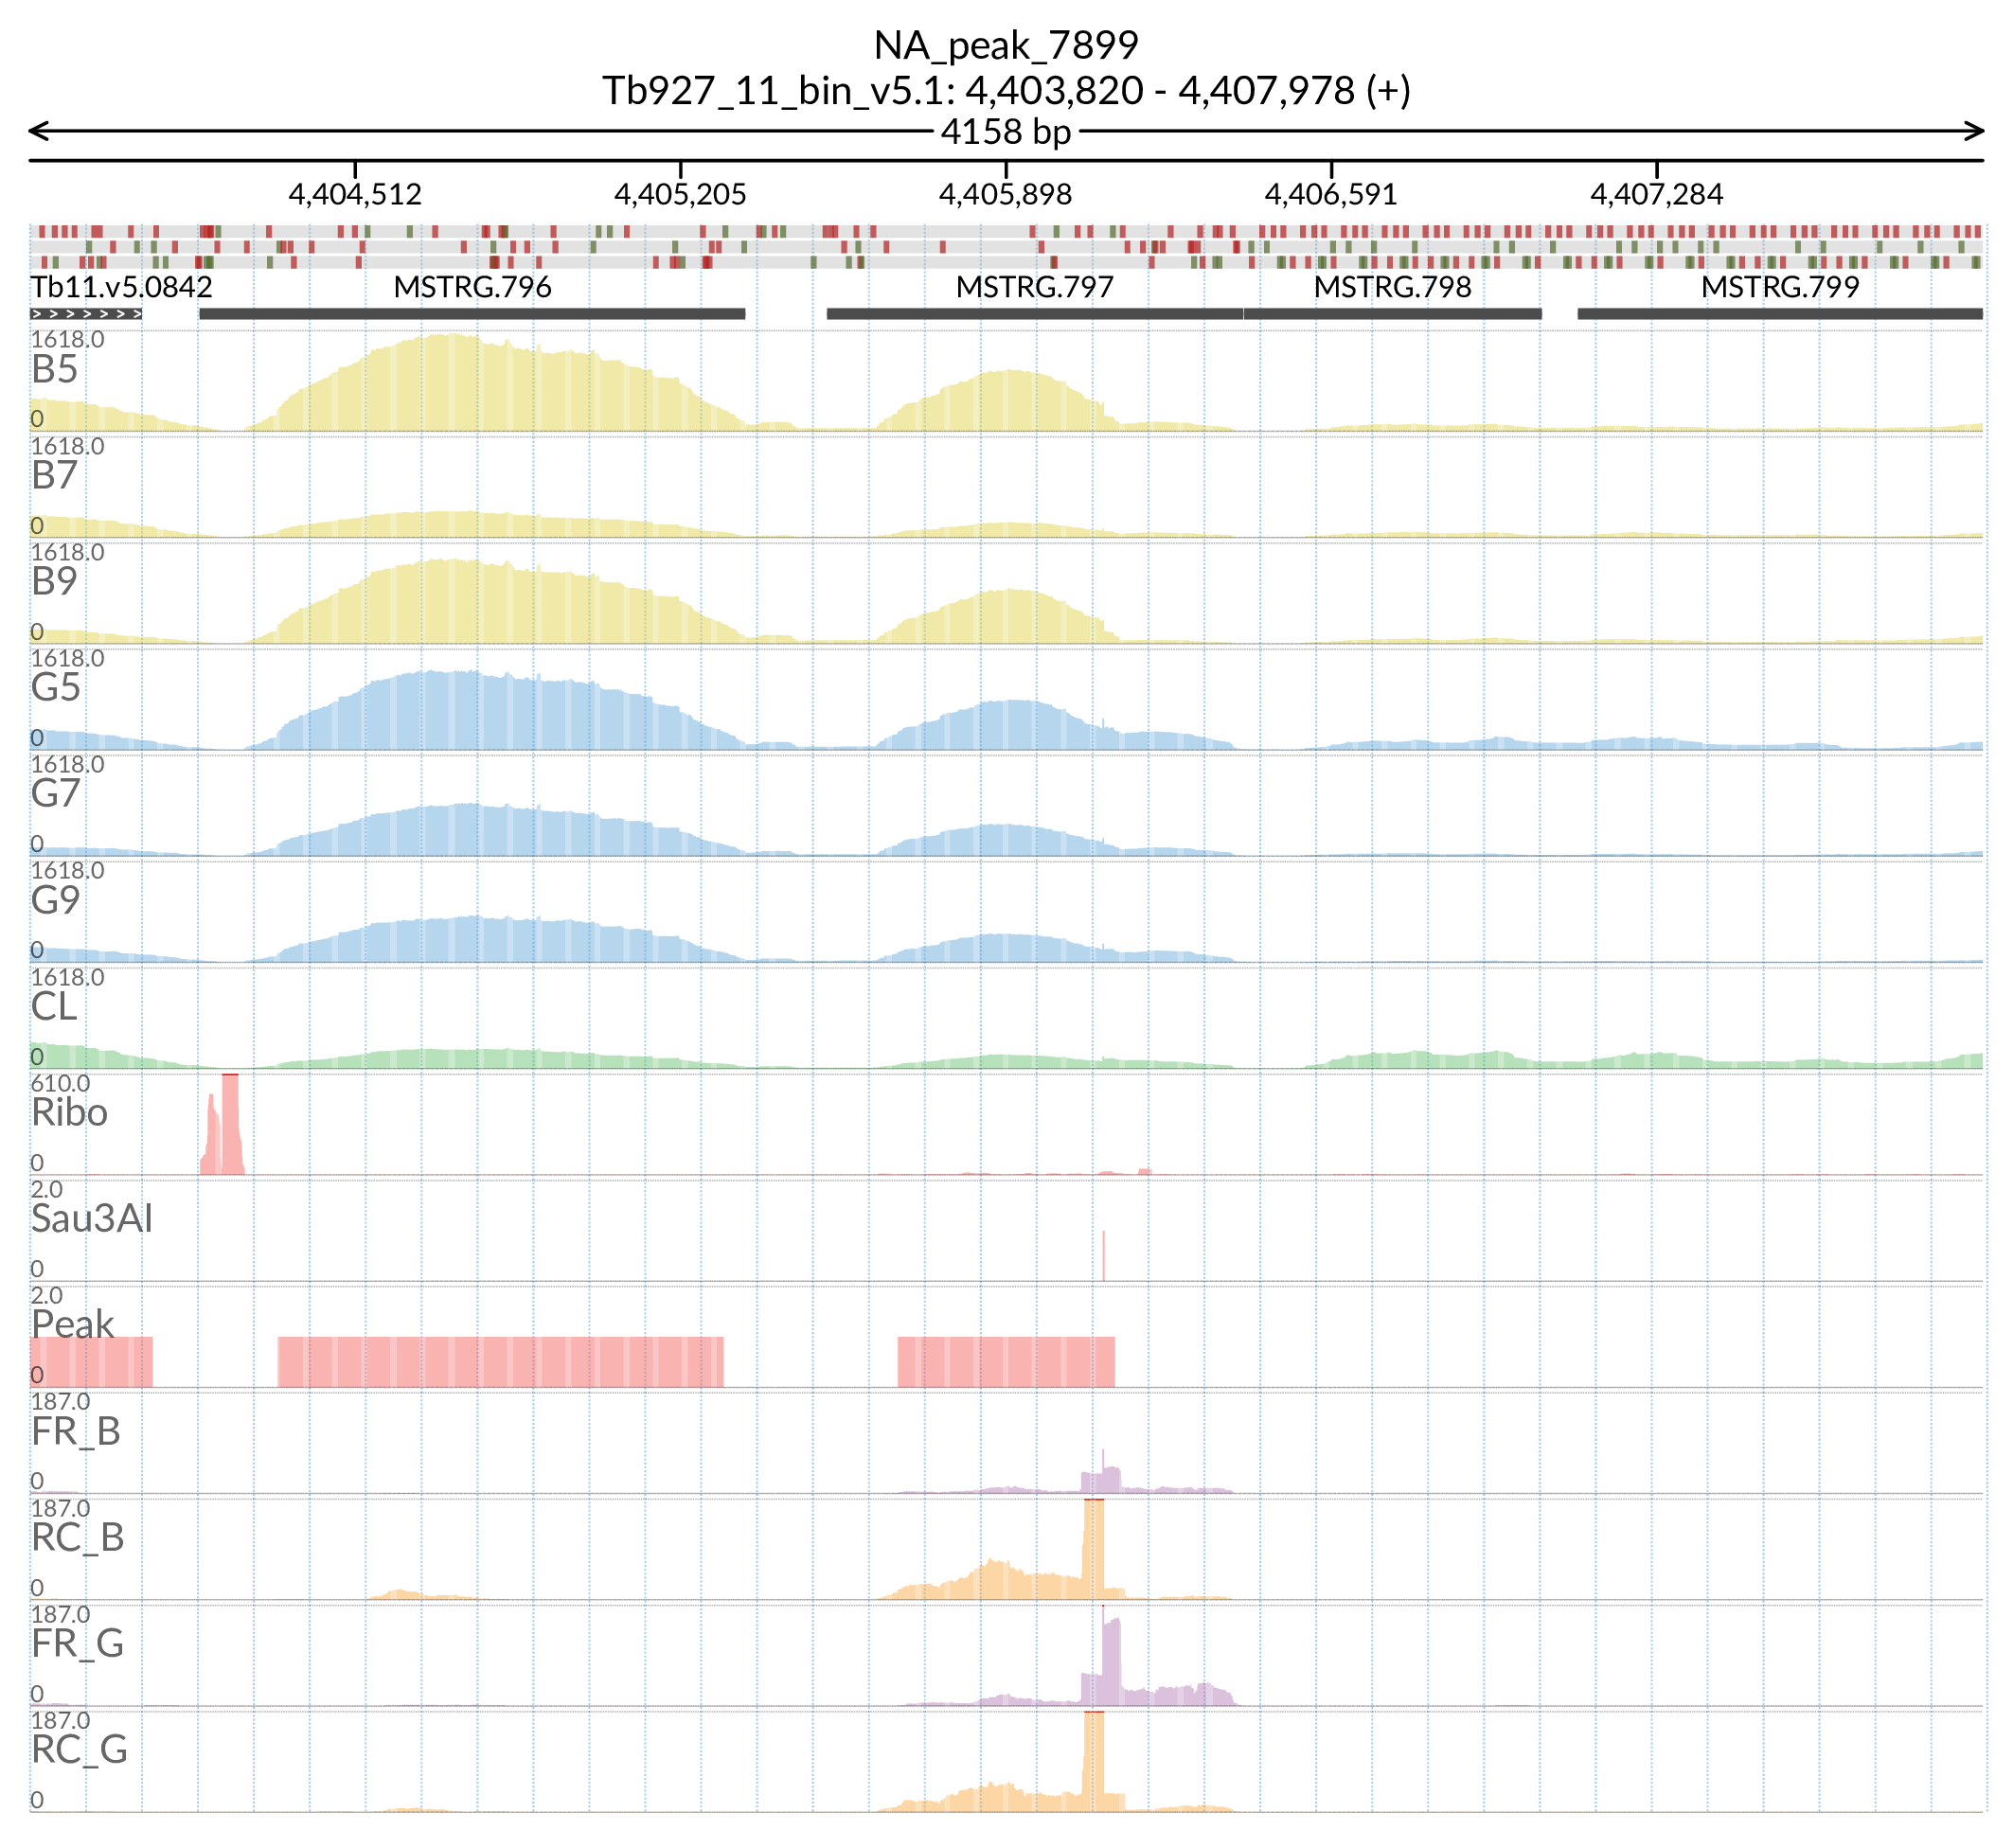 NA_peak_7899
Tb927_11_bin_v5.1: 4,403,820 - 4,407,978 (+)
4158 bp
4,404,512 4,405,205 4,405,898 4,406,591 4,407,284
Tb11.v5.0842 MSTRG.796 MSTRG.797 MSTRG.798 MSTRG.799
1618.0
B5
0
1618.0
B7
0
1618.0
B9
0
1618.0
G5
0
1618.0
G7
0
1618.0
G9
0
1618.0
CL
0
610.0
Ribo
0
2.0
Sau3AI
0
2.0
Peak
0
187.0
FR_B
0
187.0
RC_B
0
187.0
FR_G
0
187.0
RC_G
0